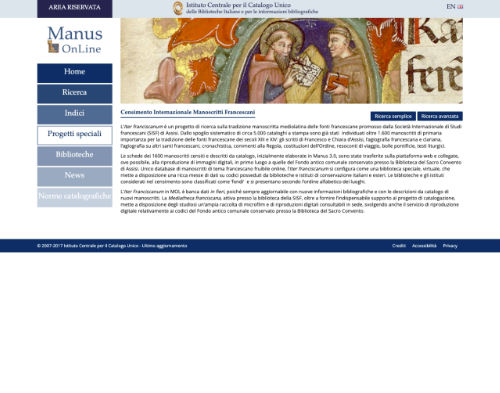 AREA RISERVATA
Istituto Centrale per il Catalogo Unico
delle Biblioteche Italiane e per le informazioni bibliografiche
EN
Manus
OnLine
Home
Ricerca
Indici
Progetti speciali
Biblioteche
News
Norme catalografiche
Censimento Internazionale Manoscritti Francescani
Ricerca semplice
Ricerca avanzata
L'Iter Franciscanum è un progetto di ricerca sulla tradizione manoscritta mediolatina delle fonti francescane promosso dalla Società Internazionale di Studi
francescani (SISF) di Assisi. Dallo spoglio sistematico di circa 5.000 cataloghi a stampa sono già stati individuati oltre 1.600 manoscritti di primaria
importanza per la tradizione delle fonti francescane dei secoli XIII e XIV: gli scritti di Francesco e Chiara d'Assisi, l'agiografia francescana e clariana,
l'agiografia su altri santi francescani, cronachistica, commenti alla Regola, costituzioni dell'Ordine, resoconti di viaggio, bolle pontificie, testi liturgici.
Le schede dei 1600 manoscritti censiti e descritti da catalogo, inizialmente elaborate in Manus 3.0, sono state trasferite sulla piattaforma web e collegate,
ove possibile, alla riproduzione di immagini digitali, in primo luogo a quelle del Fondo antico comunale conservato presso la Biblioteca del Sacro Convento
di Assisi. Unico database di manoscritti di tema francescano fruibile online, l'Iter franciscanum si configura come una biblioteca speciale, virtuale, che
mette a disposizione una ricca messe di dati su codici posseduti da biblioteche e istituti di conservazione italiani e esteri. Le biblioteche e gli istituti
considerati nel censimento sono classificati come 'fondi' e si presentano secondo l'ordine alfabetico dei luoghi.
L'Iter Franciscanum in MOL è banca dati in fieri, poiché sempre aggiornabile con nuove informazioni bibliografiche e con le descrizioni da catalogo di
nuovi manoscritti. La Mediatheca franciscana, attiva presso la biblioteca della SISF, oltre a fornire l'indispensabile supporto al progetto di catalogazione,
mette a disposizione degli studiosi un'ampia raccolta di microfilm e di riproduzioni digitali consultabili in sede, svolgendo anche il servizio di riproduzione
digitale relativamente ai codici del Fondo antico comunale conservato presso la Biblioteca del Sacro Convento.
© 2007-2017 Istituto Centrale per il Catalogo Unico - Ultimo aggiornamento
Crediti
Accessibilità
Privacy